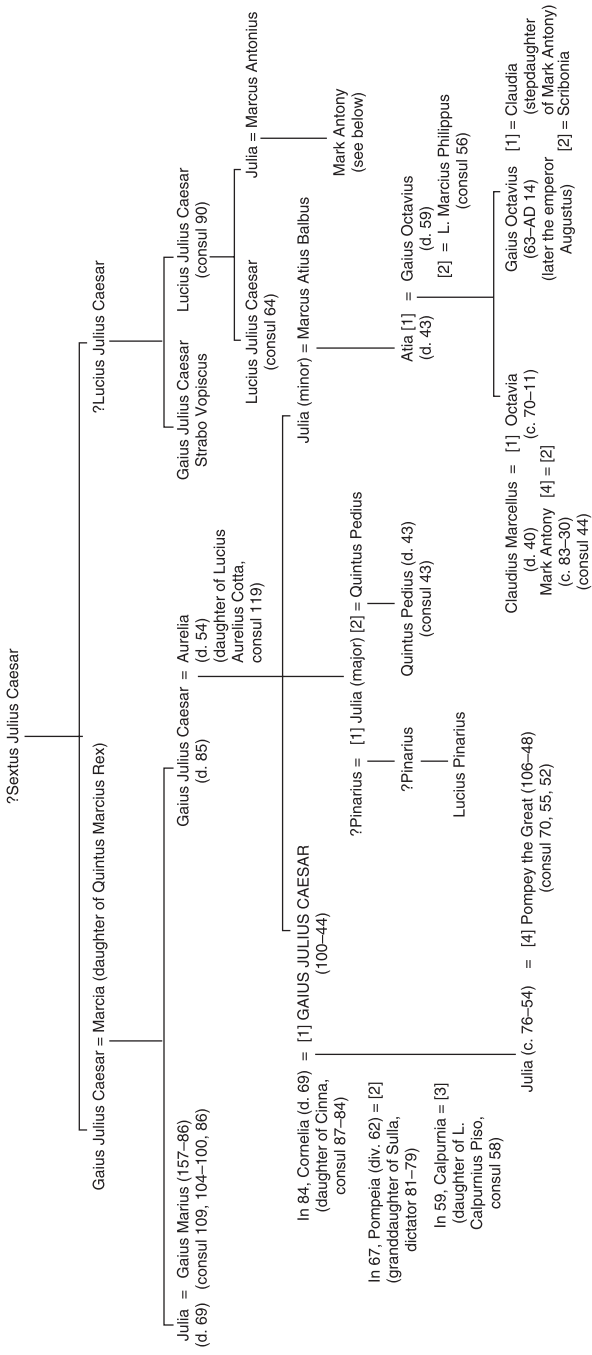 ?Sextus Julius Caesar
Gaius Julius Caesar = Marcia (daughter of Quintus Marcius Rex)
?Lucius Julius Caesar
Julia = Gaius Marius (157–86)
(d. 69) (consul 109, 104–100, 86)
Gaius Julius Caesar = Aurelia
(d. 85)
(d. 54)
(daughter of Lucius
Aurelius Cotta,
consul 119)
Gaius Julius Caesar
Strabo Vopiscus
Lucius Julius Caesar
(consul 90)
Lucius Julius Caesar
(consul 64)
Julia = Marcus Antonius
Mark Antony
(see below)
In 84, Cornelia (d. 69) = [1] GAIUS JULIUS CAESAR
(daughter of Cinna,
consul 87–84)
(100–44)
In 67, Pompeia (div. 62) = [2]
(granddaughter of Sulla,
dictator 81–79)
In 59, Calpurnia = [3]
(daughter of L.
Calpurnius Piso,
consul 58)
?Pinarius = [1] Julia (major) [2] = Quintus Pedius
?Pinarius
Lucius Pinarius
Quintus Pedius (d. 43)
(consul 43)
Julia (minor) = Marcus Atius Balbus
Atia [1] = Gaius Octavius
(d. 43)
(d. 59)
[2] = L. Marcius Philippus
(consul 56)
Julia (c. 76–54) = [4] Pompey the Great (106–48)
(consul 70, 55, 52)
Claudius Marcellus = [1] Octavia
(d. 40)
(c. 70–11)
Mark Antony [4] = [2]
(c. 83–30)
(consul 44)
Gaius Octavius
(63–AD 14)
(later the emperor
Augustus)
[1] = Claudia
(stepdaughter
of Mark Antony)
[2] = Scribonia